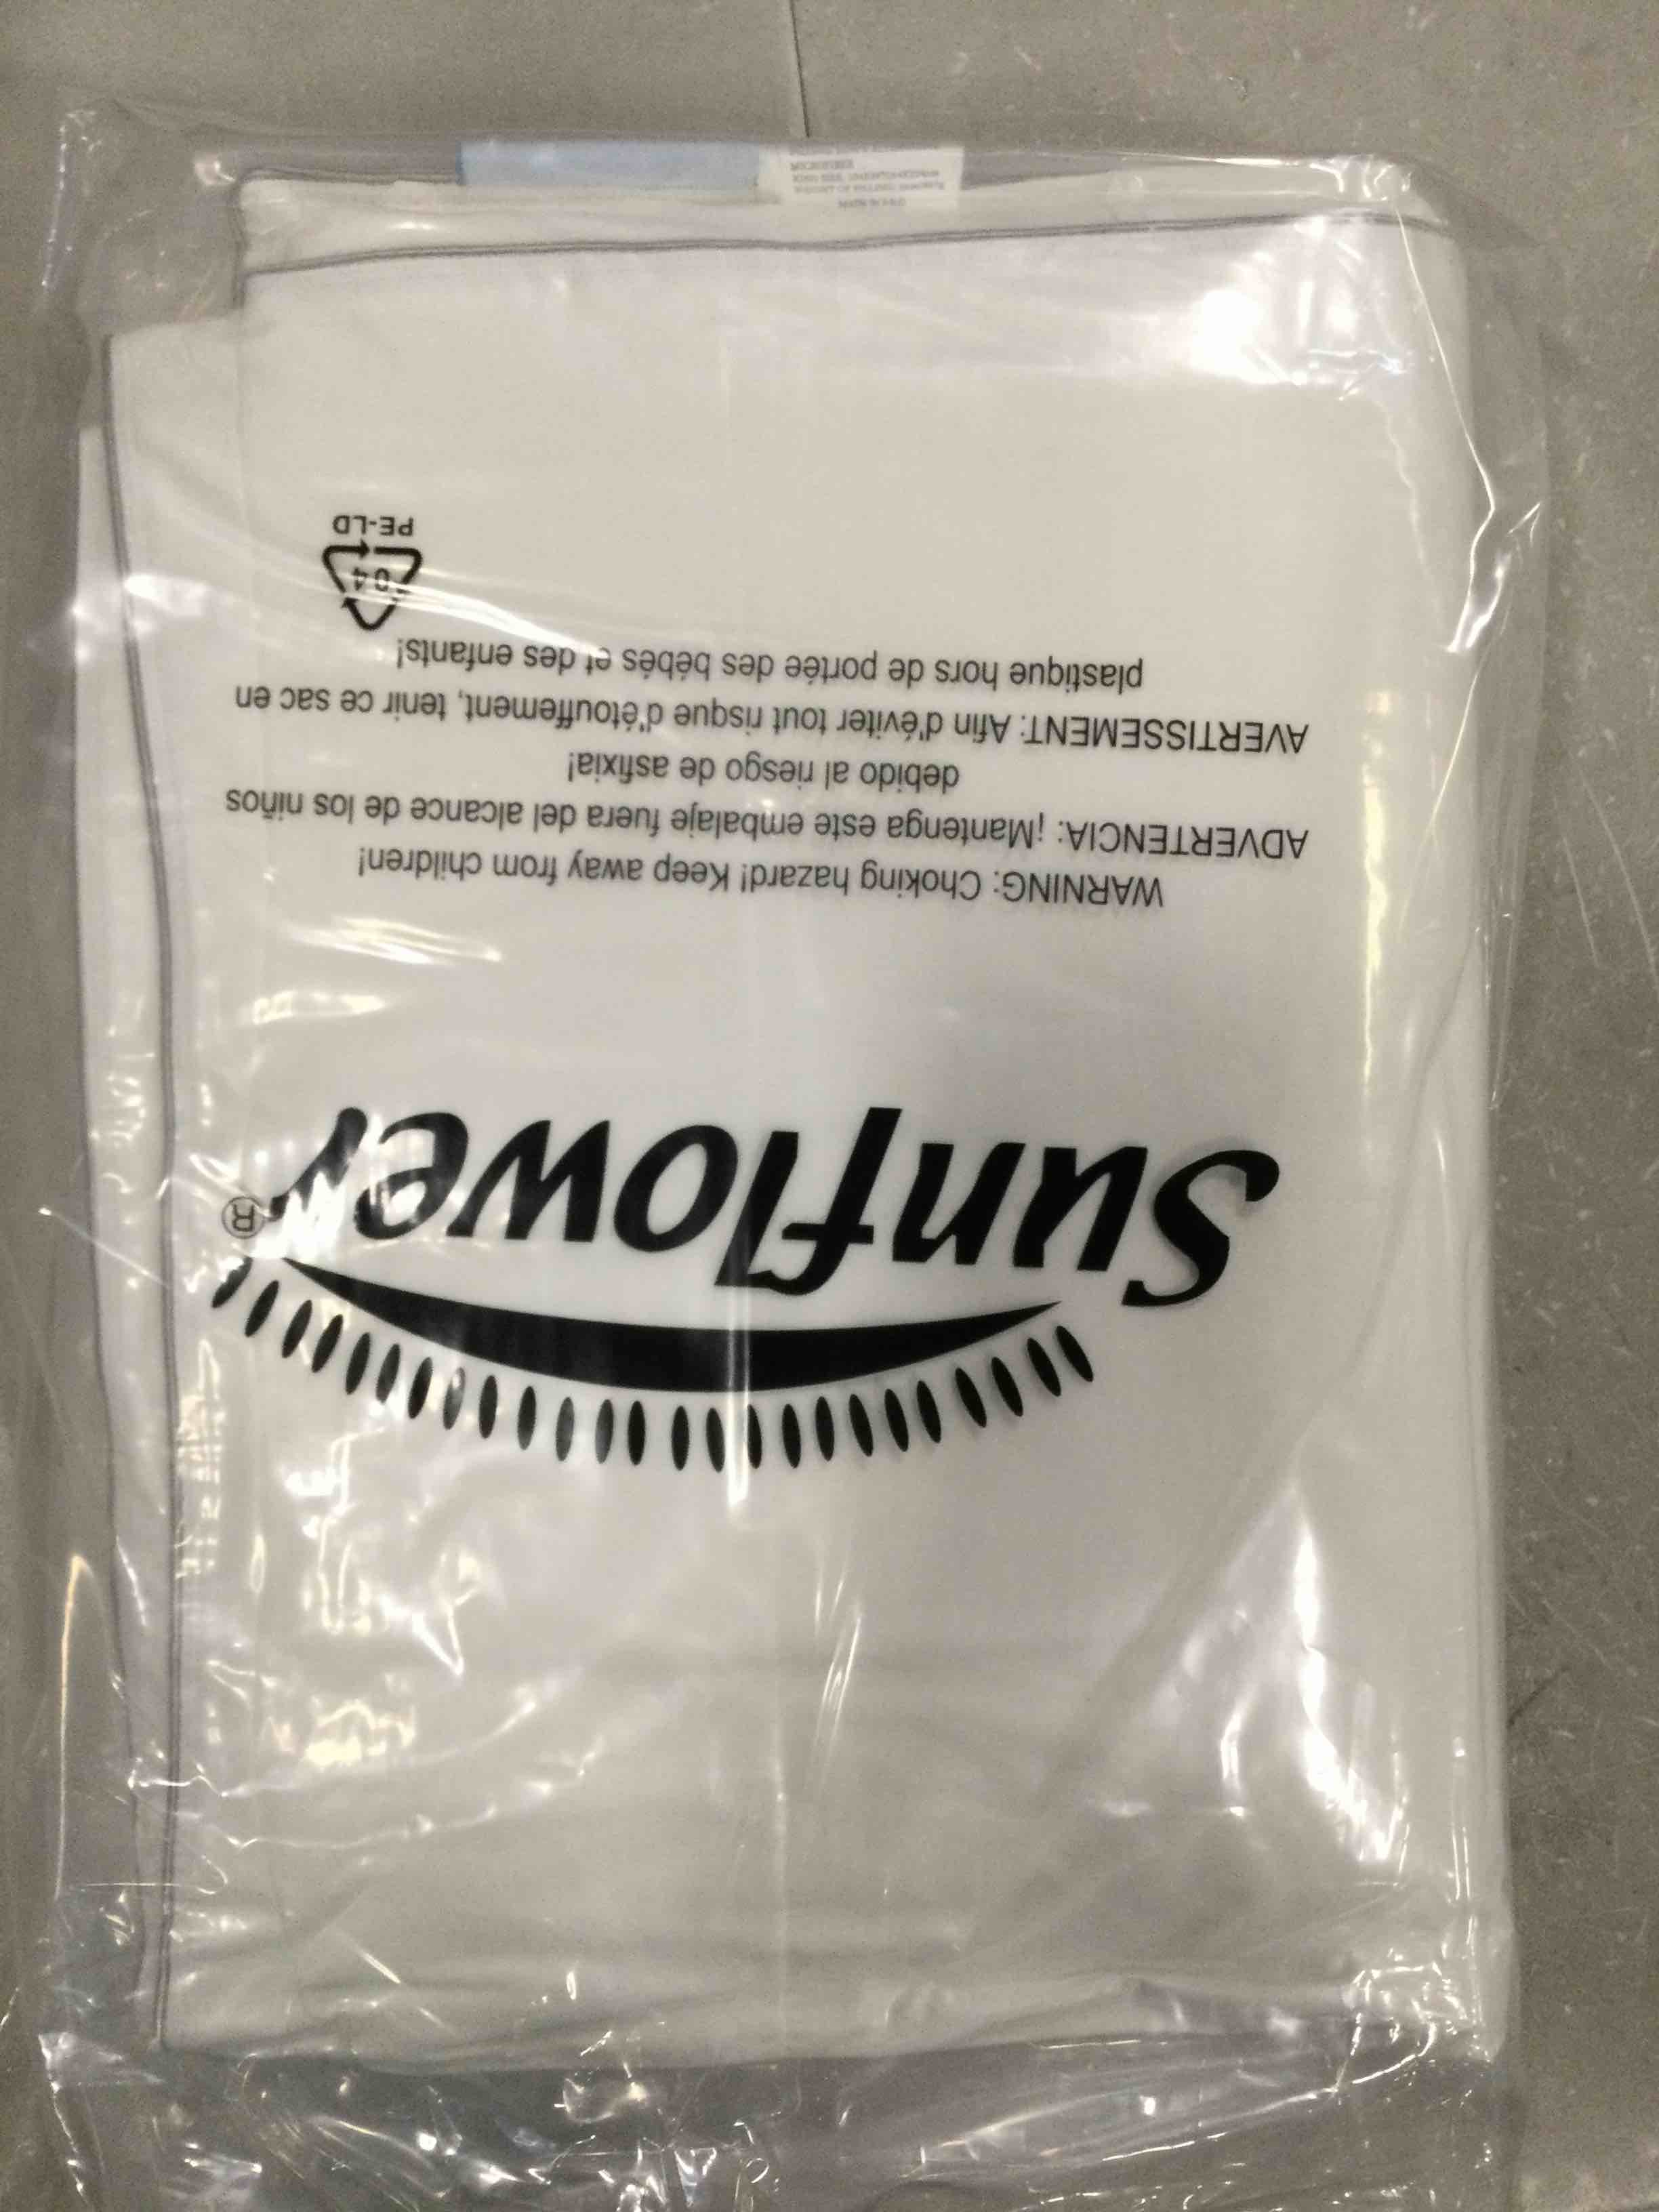 Sunflower®
WARNING: Choking hazard! Keep away from children!
ADVERTENCIA: ¡Mantenga este embalaje fuera del alcance de los niños
debido al riesgo de asfixia!
AVERTISSEMENT: Afin d'éviter tout risque d'étouffement, tenir ce sac en
plastique hors de portée des bébés et des enfants!
04
PE-LD